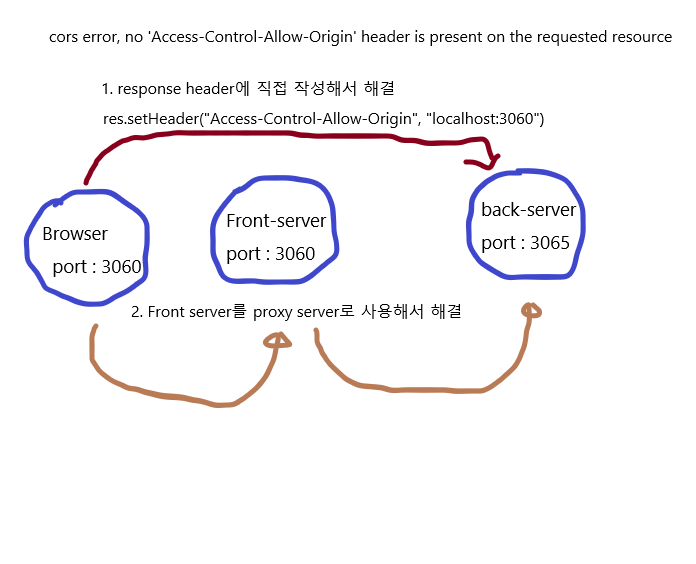 cors error, no 'Access-Control-Allow-Origin' header is present on the requested resource
1. response header에 직접 작성해서 해결
res.setHeader("Access-Control-Allow-Origin", "localhost:3060")
Browser
port : 3060
Front-server
port : 3060
back-server
port : 3065
2. Front server를 proxy server로 사용해서 해결